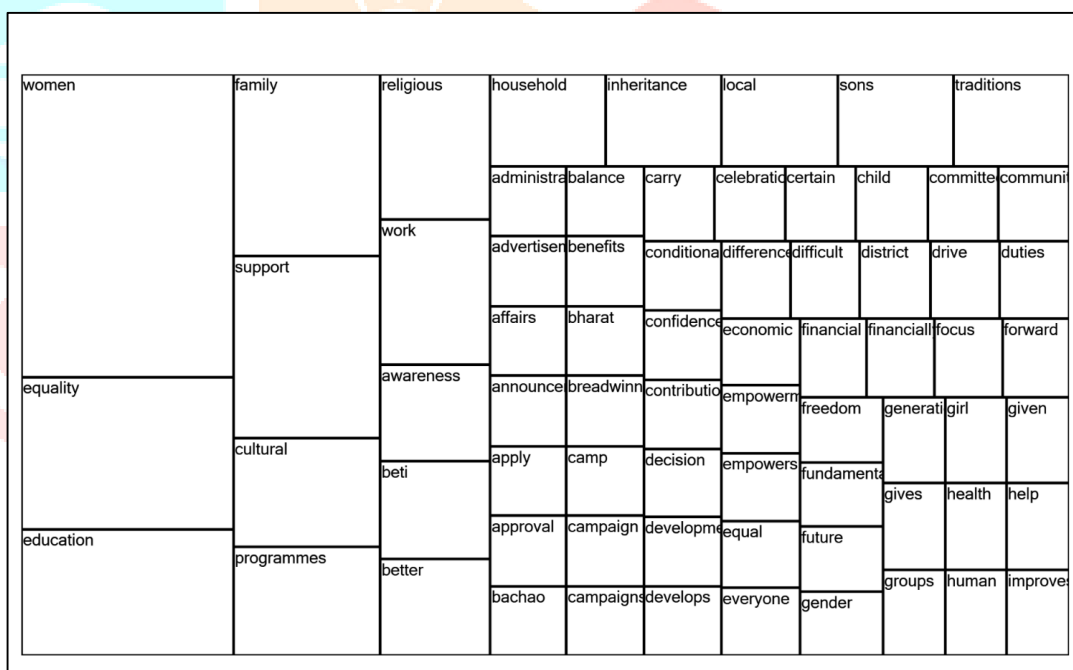 women
equality
education
family
support
cultural
programmes
religious
work
awareness
beti
better
household
inheritance
local
sons
traditions
administra
advertisen
affairs
announce
apply
approval
bachao
balance
benefits
bharat
breadwinn
camp
campaign
campaigns
carry
celebratio
certain
child
committe
communit
conditiona
confidence
contributio
decision
developme
develops
difference
difficult
district
drive
duties
economic
empowerm
empowers
equal
everyone
financial
financiall
focus
forward
freedom
fundamenta
future
gender
generati
girl
given
gives
health
help
groups
human
improves